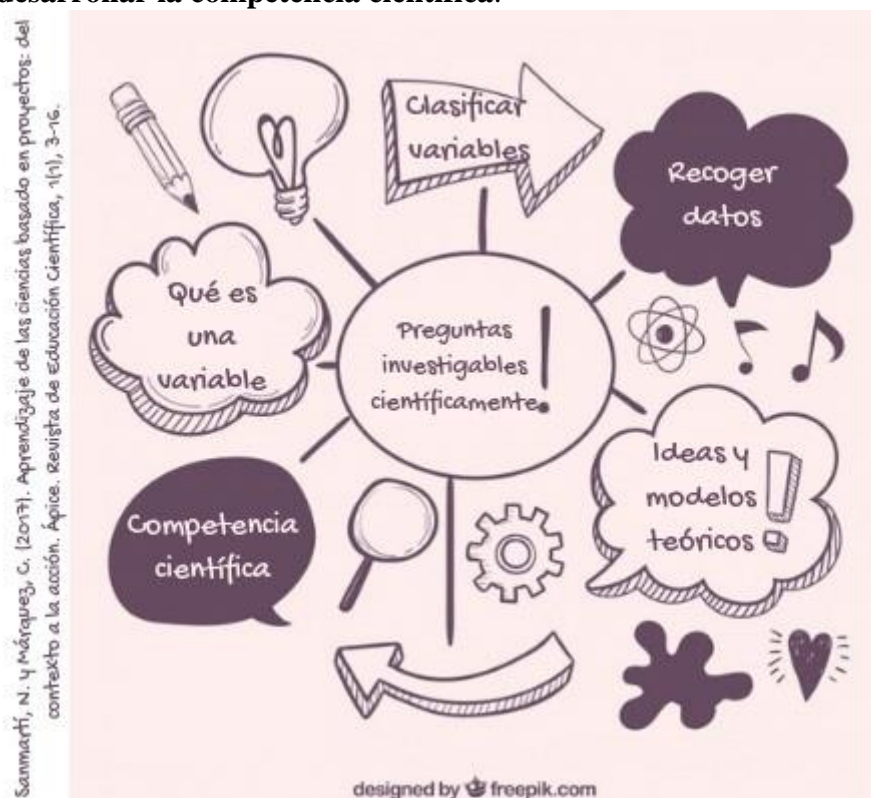 desarrollar la competencia científica.
Sanmartí, N. y Márquez, C. (2017). Aprendizaje de las ciencias basado en proyectos: del
contexto a la acción. Ápice. Revista de Educación Científica, 1(1), 3-16.
Clasificar
variables
Recoger
datos
Qué es
una
variable
Preguntas
investigables
científicamente
!
Ideas y
modelos
teóricos
!
Competencia
científica
designed by freepik.com